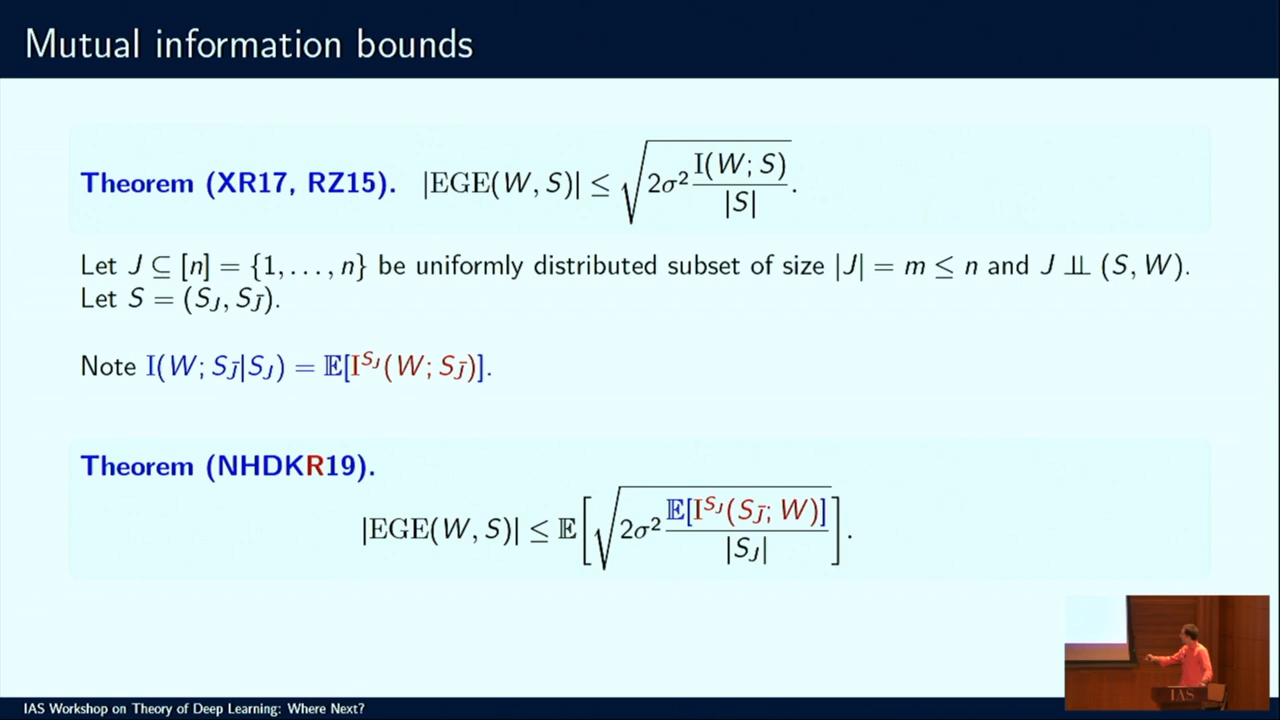 Mutual information bounds
Theorem (XR17, RZ15). |EGE(W, S)| ≤ √(2σ² I(W; S) / |S|).
Let J ⊆ [n] = {1, . . . , n} be uniformly distributed subset of size |J| = m ≤ n and J ⫫ (S, W).
Let S = (S_J, S_J̄).
Note I(W; S_J̄|S_J) = 𝔼[I^{S_J}(W; S_J̄)].
Theorem (NHDKR19).
|EGE(W, S)| ≤ 𝔼[√(2σ² 𝔼[I^{S_J}(S_J̄; W)] / |S_J|)].
IAS
IAS Workshop on Theory of Deep Learning: Where Next?